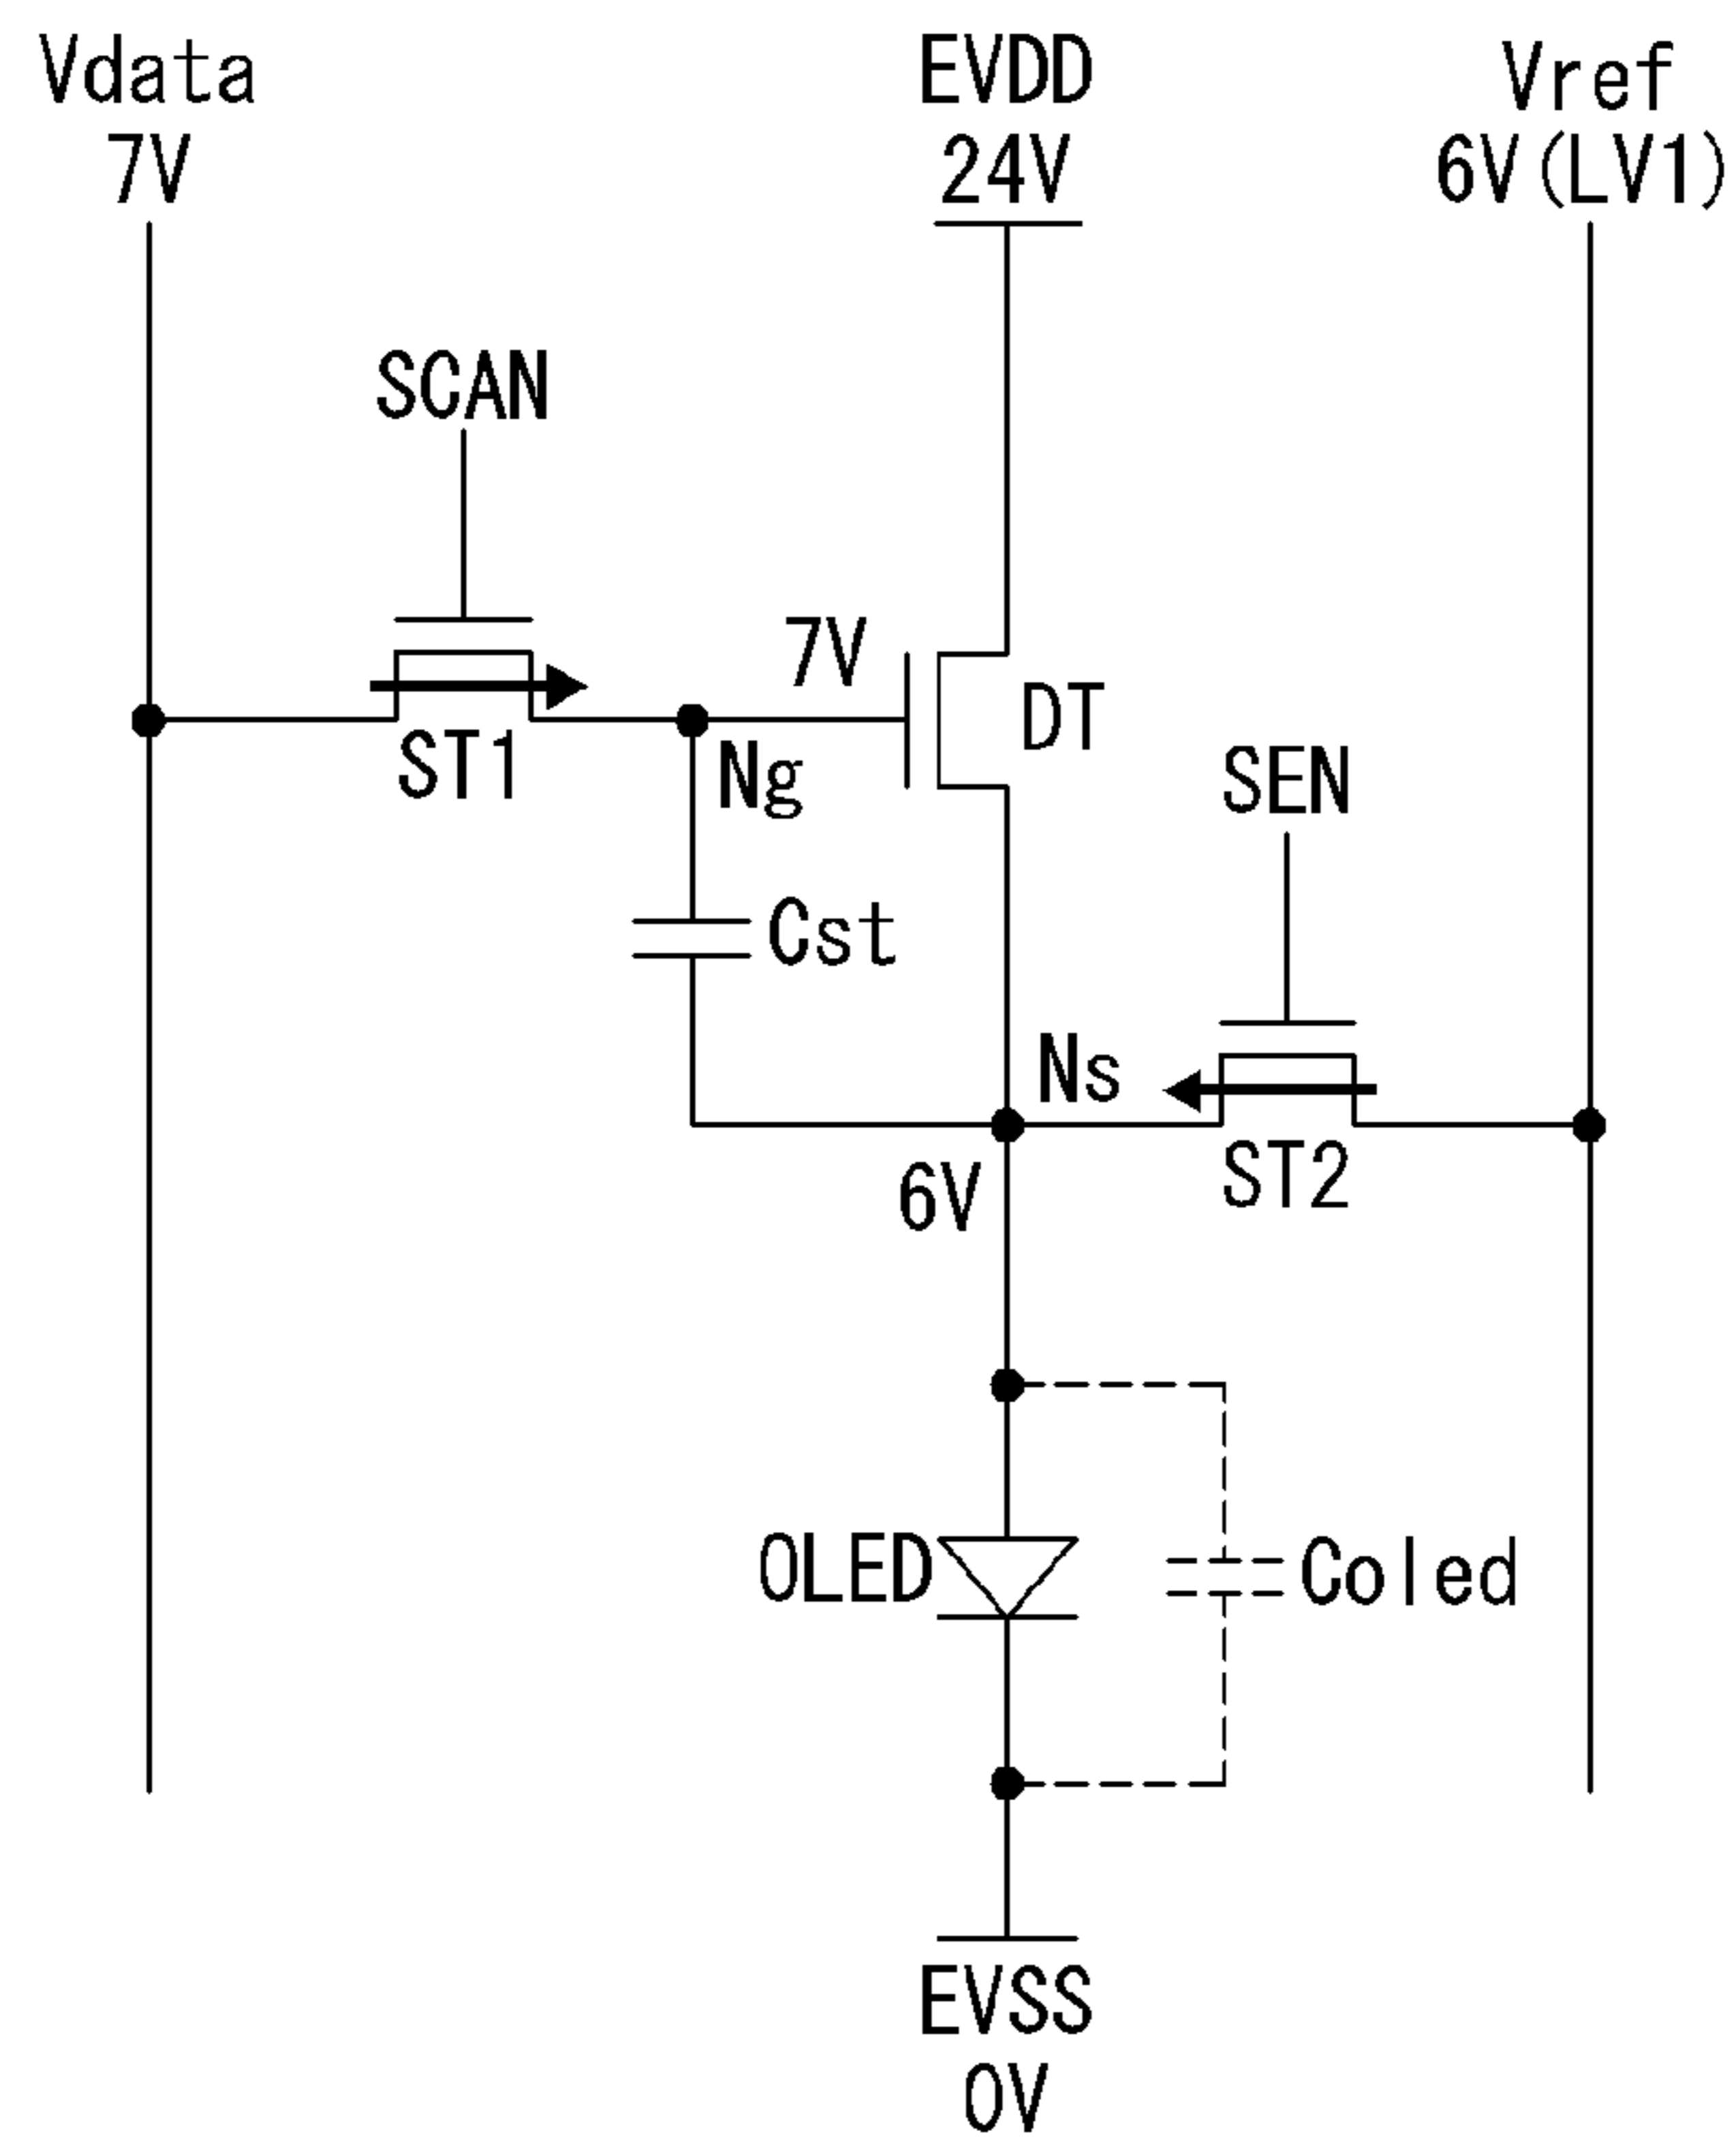 Vdata
7V
EVDD
24V
Vref
6V(LV1)
SCAN
7V
DT
ST1
Ng
SEN
Cst
Ns
ST2
6V
OLED
Coled
EVSS
0V